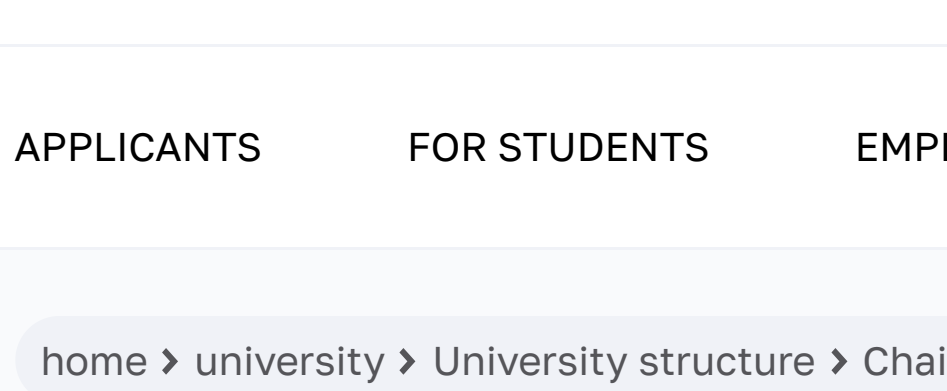 APPLICANTS FOR STUDENTS
home › university › University structure ›